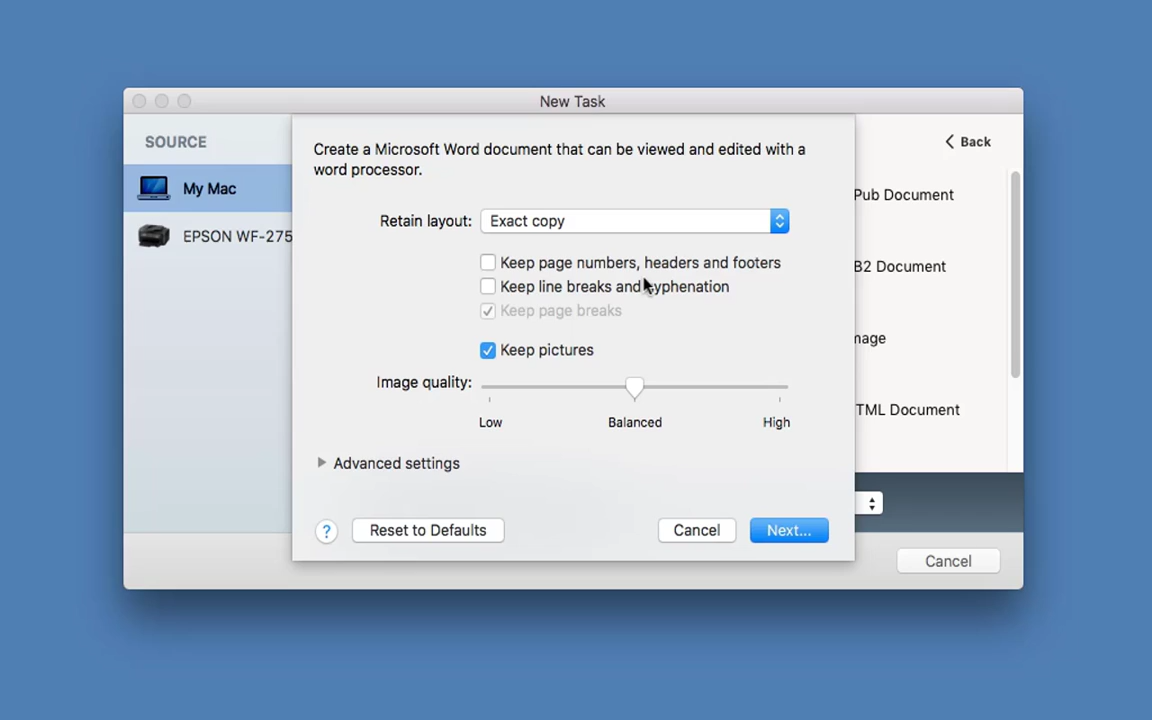 New Task
SOURCE
My Mac
EPSON WF-275
Back
Pub Document
B2 Document
mage
TML Document
Cancel
Create a Microsoft Word document that can be viewed and edited with a
word processor.
Retain layout: Exact copy
Keep page numbers, headers and footers
Keep line breaks and hyphenation
Keep page breaks
Keep pictures
Image quality:
Low Balanced High
Advanced settings
? Reset to Defaults Cancel Next...